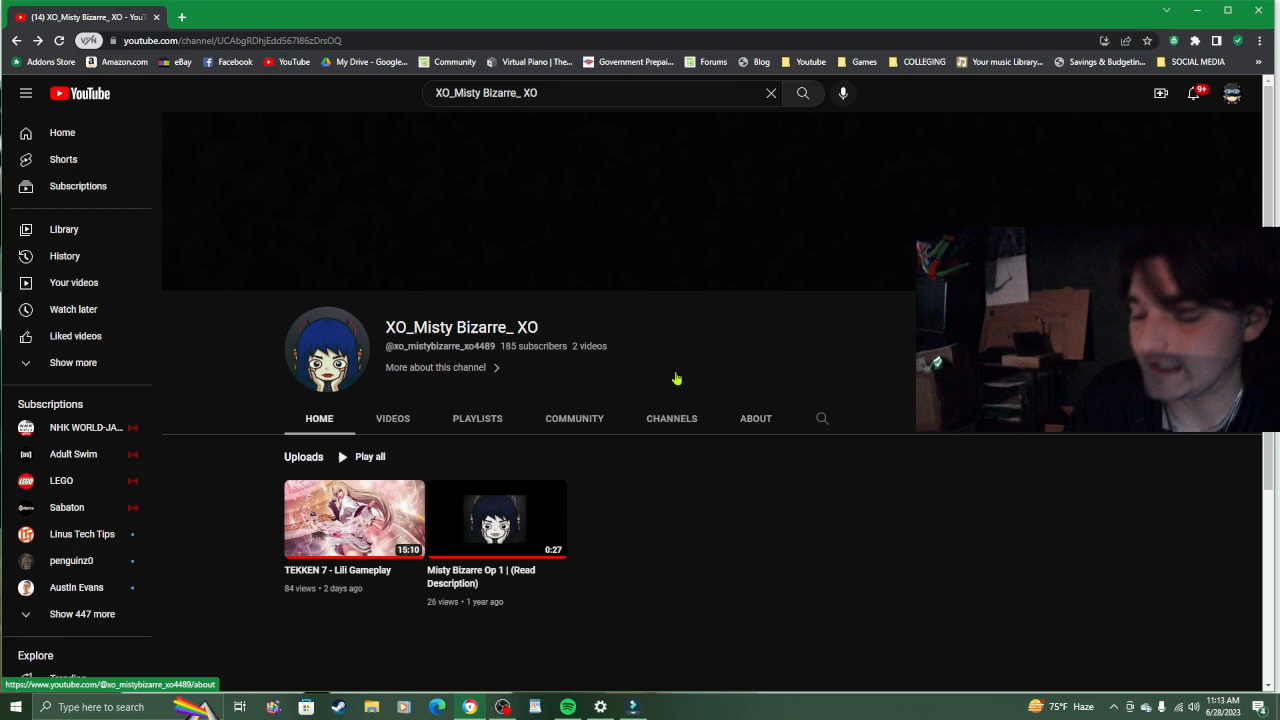 (14) XO_Misty Bizarre_ XO - YouT
VPN
youtube.com/channel/UCAbgRDhjEdd567I86zDrsOQ
Addons Store
Amazon.com
eBay
Facebook
YouTube
My Drive - Google...
Community
Virtual Piano | The...
Government Prepai...
Forums
Blog
Youtube
Games
COLLEGING
Your music Library...
Savings & Budgetin...
SOCIAL MEDIA
YouTube
XO_Misty Bizarre_ XO
9+
Home
Shorts
Subscriptions
Library
History
Your videos
Watch later
Liked videos
Show more
Subscriptions
NHK WORLD-JA...
Adult Swim
LEGO
Sabaton
Linus Tech Tips
penguinz0
Austin Evans
Show 447 more
Explore
XO_Misty Bizarre_ XO
@xo_mistybizarre_xo4489 185 subscribers 2 videos
More about this channel
HOME
VIDEOS
PLAYLISTS
COMMUNITY
CHANNELS
ABOUT
Uploads
Play all
15:10
0:27
TEKKEN 7 - Lili Gameplay
84 views • 2 days ago
Misty Bizarre Op 1 | (Read
Description)
26 views • 1 year ago
https://www.youtube.com/@xo_mistybizarre_xo4489/about
Type here to search
75°F Haze
11:13 AM
6/28/2023
4